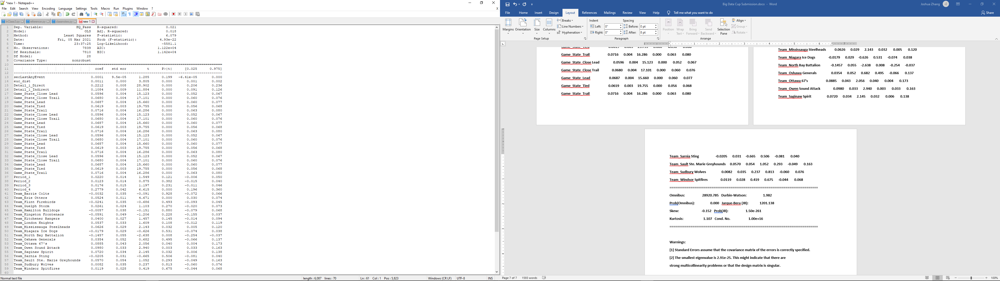 *new 1 - Notepad++
File Edit Search View Encoding Language Settings Tools Macro Run Plugins Window ? X
InClass3.py reference.py classnotes.py new 1
1 Dep. Variable: HQ_Pass R-squared: 0.021
2 Model: OLS Adj. R-squared: 0.018
3 Method: Least Squares F-statistic: 6.079
4 Date: Fri, 05 Mar 2021 Prob (F-statistic): 4.93e-22
5 Time: 23:37:25 Log-Likelihood: -5581.1
6 No. Observations: 7839 AIC: 1.122e+04
7 Df Residuals: 7810 BIC: 1.142e+04
8 Df Model: 28
9 Covariance Type: nonrobust
10 ==============================================================================
11 coef std err t P>|t| [0.025 0.975]
12 ------------------------------------------------------------------------------
13 secLastAnyEvent 0.0001 9.5e-05 1.285 0.199 -6.41e-05 0.000
14 euc_dist 0.0011 0.000 3.805 0.000 0.001 0.002
15 Detail_1_Direct 0.2212 0.008 28.902 0.000 0.206 0.236
16 Detail_1_Indirect 0.1084 0.009 11.884 0.000 0.091 0.126
17 Game_State_Close Lead 0.0596 0.004 15.123 0.000 0.052 0.067
18 Game_State_Close Trail 0.0680 0.004 17.101 0.000 0.060 0.076
19 Game_State_Lead 0.0687 0.004 15.660 0.000 0.060 0.077
20 Game_State_Tied 0.0619 0.003 19.755 0.000 0.056 0.068
21 Game_State_Trail 0.0716 0.004 16.286 0.000 0.063 0.080
22 Game_State_Close Lead 0.0596 0.004 15.123 0.000 0.052 0.067
23 Game_State_Close Trail 0.0680 0.004 17.101 0.000 0.060 0.076
24 Game_State_Lead 0.0687 0.004 15.660 0.000 0.060 0.077
25 Game_State_Tied 0.0619 0.003 19.755 0.000 0.056 0.068
26 Game_State_Trail 0.0716 0.004 16.286 0.000 0.063 0.080
27 Game_State_Close Lead 0.0596 0.004 15.123 0.000 0.052 0.067
28 Game_State_Close Trail 0.0680 0.004 17.101 0.000 0.060 0.076
29 Game_State_Lead 0.0687 0.004 15.660 0.000 0.060 0.077
30 Game_State_Tied 0.0619 0.003 19.755 0.000 0.056 0.068
31 Game_State_Trail 0.0716 0.004 16.286 0.000 0.063 0.080
32 Game_State_Close Lead 0.0596 0.004 15.123 0.000 0.052 0.067
33 Game_State_Close Trail 0.0680 0.004 17.101 0.000 0.060 0.076
34 Game_State_Lead 0.0687 0.004 15.660 0.000 0.060 0.077
35 Game_State_Tied 0.0619 0.003 19.755 0.000 0.056 0.068
36 Game_State_Trail 0.0716 0.004 16.286 0.000 0.063 0.080
37 Period_1 0.0220 0.014 1.549 0.121 -0.006 0.050
38 Period_2 0.0123 0.014 0.875 0.382 -0.015 0.040
39 Period_3 0.0176 0.015 1.197 0.231 -0.011 0.046
40 Period_4 0.2779 0.042 6.615 0.000 0.196 0.360
41 Team_Barrie Colts -0.0032 0.035 -0.091 0.928 -0.072 0.066
42 Team_Erie Otters 0.0524 0.011 4.671 0.000 0.030 0.074
43 Team_Flint Firebirds -0.0241 0.035 -0.686 0.493 -0.093 0.045
44 Team_Guelph Storm 0.0261 0.024 1.103 0.270 -0.020 0.073
45 Team_Hamilton Bulldogs -0.0057 0.038 -0.151 0.880 -0.079 0.068
46 Team_Kingston Frontenacs -0.0591 0.049 -1.206 0.228 -0.155 0.037
47 Team_Kitchener Rangers 0.0400 0.027 1.457 0.145 -0.014 0.094
48 Team_London Knights 0.0537 0.033 1.609 0.108 -0.012 0.119
49 Team_Mississauga Steelheads 0.0626 0.029 2.143 0.032 0.005 0.120
50 Team_Niagara Ice Dogs -0.0179 0.029 -0.626 0.531 -0.074 0.038
51 Team_North Bay Battalion -0.1457 0.055 -2.638 0.008 -0.254 -0.037
52 Team_Oshawa Generals 0.0354 0.052 0.682 0.495 -0.066 0.137
53 Team_Ottawa 67's 0.0885 0.043 2.056 0.040 0.004 0.173
54 Team_Owen Sound Attack 0.0980 0.033 2.940 0.003 0.033 0.163
55 Team_Saginaw Spirit 0.0720 0.034 2.145 0.032 0.006 0.138
56 Team_Sarnia Sting -0.0205 0.031 -0.665 0.506 -0.081 0.040
57 Team_Sault Ste. Marie Greyhounds 0.0570 0.054 1.052 0.293 -0.049 0.163
58 Team_Sudbury Wolves 0.0082 0.035 0.237 0.813 -0.060 0.076
59 Team_Windsor Spitfires 0.0119 0.028 0.419 0.675 -0.044 0.068
60
Normal text file length : 6,087 lines : 70 Ln : 61 Col : 1 Pos : 5,823 Windows (CR LF) UTF-8 INS
Big Data Cup Submission.docx - Word Joshua Zhang JZ
File Home Insert Design Layout References Mailings Review View Help Tell me what you want to do Share
Margins Orientation Size Columns Breaks Line Numbers Hyphenation
Page Setup
Indent Spacing
Left: 0" Before: 0 pt
Right: 0" After: 8 pt
Paragraph
Position Wrap Text Bring Forward Send Backward Selection Pane Align Group Rotate
Arrange
Game_State_Tied 0.0619 0.003 19.755 0.000 0.056 0.068
Game_State_Trail 0.0716 0.004 16.286 0.000 0.063 0.080
Game_State_Close Lead 0.0596 0.004 15.123 0.000 0.052 0.067
Game_State_Close Trail 0.0680 0.004 17.101 0.000 0.060 0.076
Game_State_Lead 0.0687 0.004 15.660 0.000 0.060 0.077
Game_State_Tied 0.0619 0.003 19.755 0.000 0.056 0.068
Game_State_Trail 0.0716 0.004 16.286 0.000 0.063 0.080
Team_Mississauga Steelheads 0.0626 0.029 2.143 0.032 0.005 0.120
Team_Niagara Ice Dogs -0.0179 0.029 -0.626 0.531 -0.074 0.038
Team_North Bay Battalion -0.1457 0.055 -2.638 0.008 -0.254 -0.037
Team_Oshawa Generals 0.0354 0.052 0.682 0.495 -0.066 0.137
Team_Ottawa 67's 0.0885 0.043 2.056 0.040 0.004 0.173
Team_Owen Sound Attack 0.0980 0.033 2.940 0.003 0.033 0.163
Team_Saginaw Spirit 0.0720 0.034 2.145 0.032 0.006 0.138
Team_Sarnia Sting -0.0205 0.031 -0.665 0.506 -0.081 0.040
Team_Sault Ste. Marie Greyhounds 0.0570 0.054 1.052 0.293 -0.049 0.163
Team_Sudbury Wolves 0.0082 0.035 0.237 0.813 -0.060 0.076
Team_Windsor Spitfires 0.0119 0.028 0.419 0.675 -0.044 0.068
==============================================================================
Omnibus: 28920.785 Durbin-Watson: 1.982
Prob(Omnibus): 0.000 Jarque-Bera (JB): 1201.138
Skew: -0.152 Prob(JB): 1.50e-261
Kurtosis: 1.107 Cond. No. 1.00e+16
==============================================================================
Warnings:
[1] Standard Errors assume that the covariance matrix of the errors is correctly specified.
[2] The smallest eigenvalue is 2.91e-25. This might indicate that there are
strong multicollinearity problems or that the design matrix is singular.
Page 7 of 7 1593 words 100%